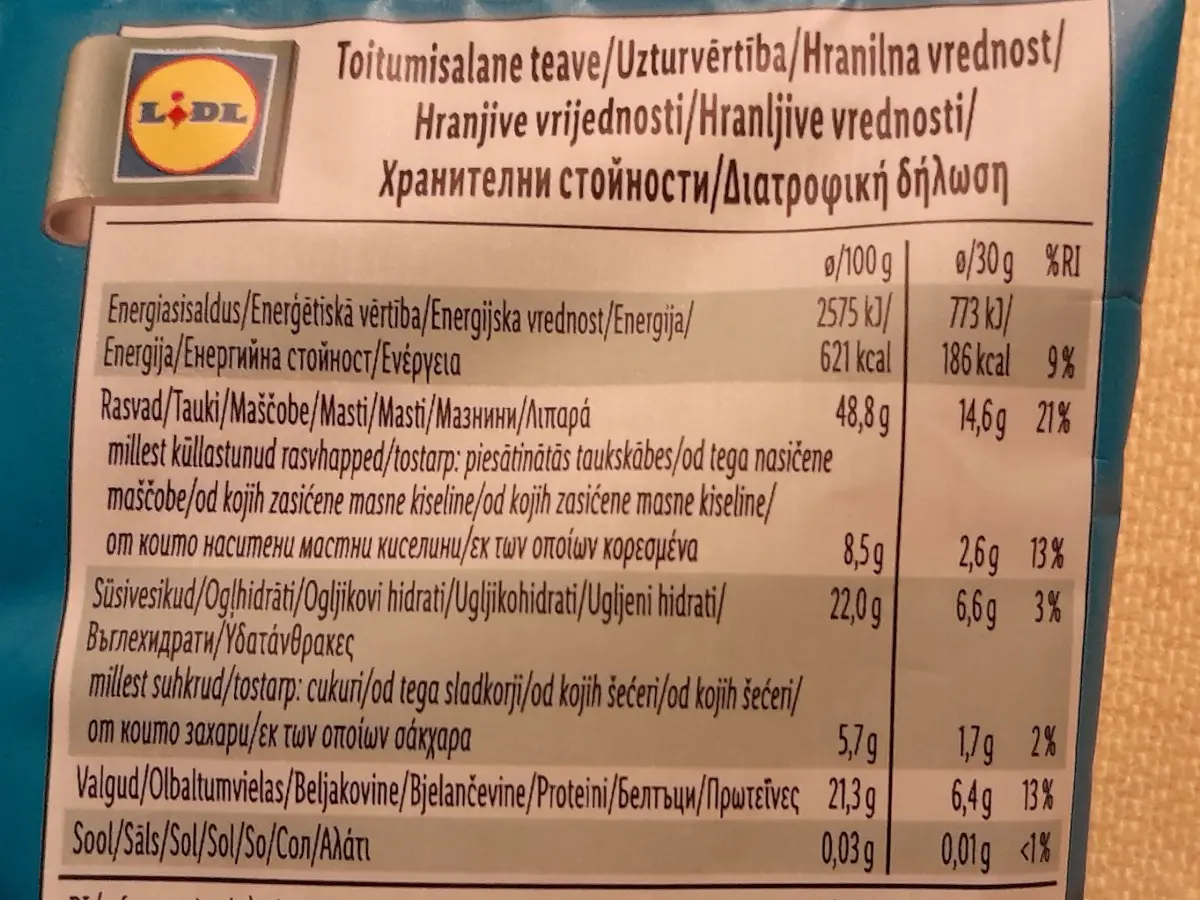 LIDL
Toitumisalane teave/Uzturvērtība/Hranilna vrednost/
Hranjive vrijednosti/Hranljive vrednosti/
Хранителни стойности/Διατροφική δήλωση
ø/100 g ø/30 g %RI
Energiasisaldus/Enerģētiskā vērtība/Energijska vrednost/Energija/ 2575 kJ/ 773 kJ/
Energija/Енергийна стойност/Ενέργεια 621 kcal 186 kcal 9%
Rasvad/Tauki/Maščobe/Masti/Masti/Мазнини/Λιπαρά 48,8 g 14,6 g 21%
millest küllastunud rasvhapped/tostarp: piesātinātās taukskābes/od tega nasičene
maščobe/od kojih zasićene masne kiseline/od kojih zasićene masne kiseline/
от които наситени мастни киселини/εκ των οποίων κορεσμένα 8,5 g 2,6 g 13%
Süsivesikud/Ogļhidrāti/Ogljikovi hidrati/Ugljikohidrati/Ugljeni hidrati/ 22,0 g 6,6 g 3%
Въглехидрати/Υδατάνθρακες
millest suhkrud/tostarp: cukuri/od tega sladkorji/od kojih šećeri/od kojih šećeri/
от които захари/εκ των οποίων σάκχαρα 5,7 g 1,7 g 2%
Valgud/Olbaltumvielas/Beljakovine/Bjelančevine/Proteini/Белтъци/Πρωτεΐνες 21,3 g 6,4 g 13%
Sool/Sāls/Sol/Sol/So/Сол/Αλάτι 0,03 g 0,01 g <1%